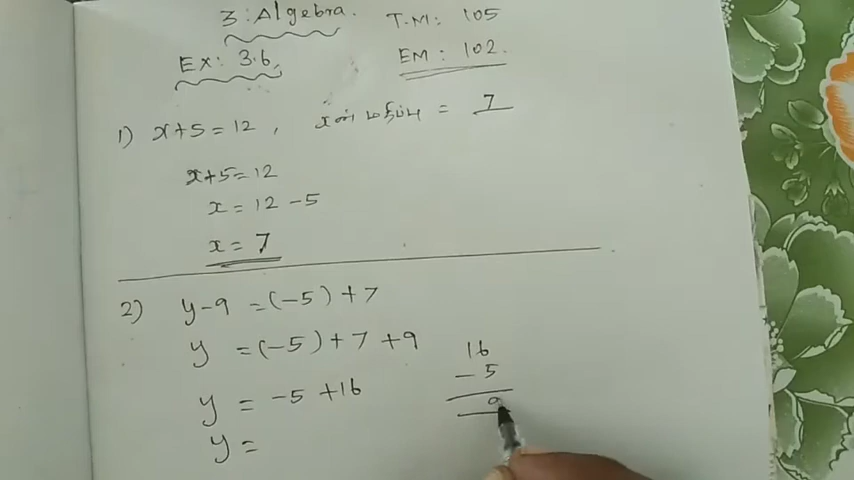 3 : Algebra.
T.M: 105
Ex: 3.6
EM: 102.
1) x+5=12 , xன் மதிப்பு = 7
x+5=12
x = 12 -5
x = 7
2) y-9 =(-5)+7
y =(-5)+7 +9
y = -5 +16
y =
16
- 5
9